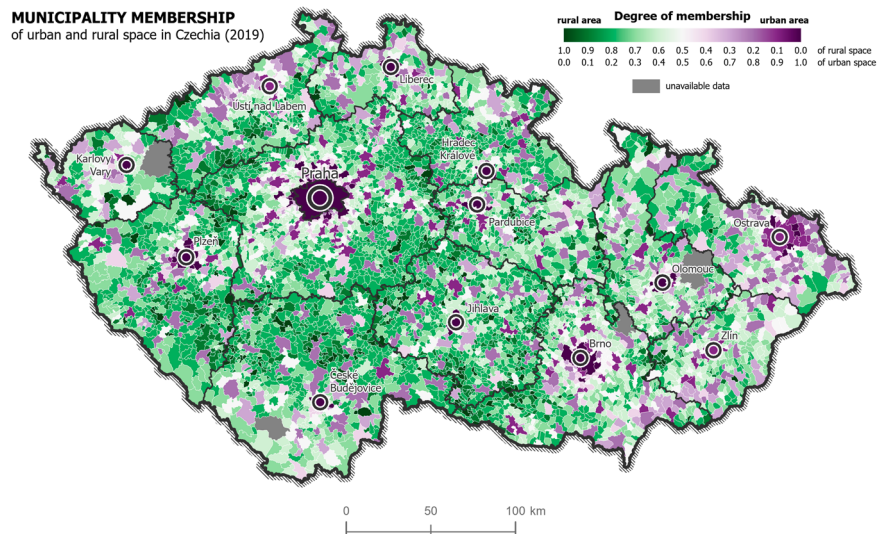 MUNICIPALITY MEMBERSHIP
of urban and rural space in Czechia (2019)
Degree of membership
rural area
urban area
1.0 0.9 0.8 0.7 0.6 0.5 0.4 0.3 0.2 0.1 0.0 of rural space
0.0 0.1 0.2 0.3 0.4 0.5 0.6 0.7 0.8 0.9 1.0 of urban space
unavailable data
Liberec
Ústí nad Labem
Karlovy
Vary
Hradec
Králové
Praha
Pardubice
Ostrava
Plzeň
Olomouc
Jihlava
Brno
Zlín
České
Budějovice
0 50 100 km